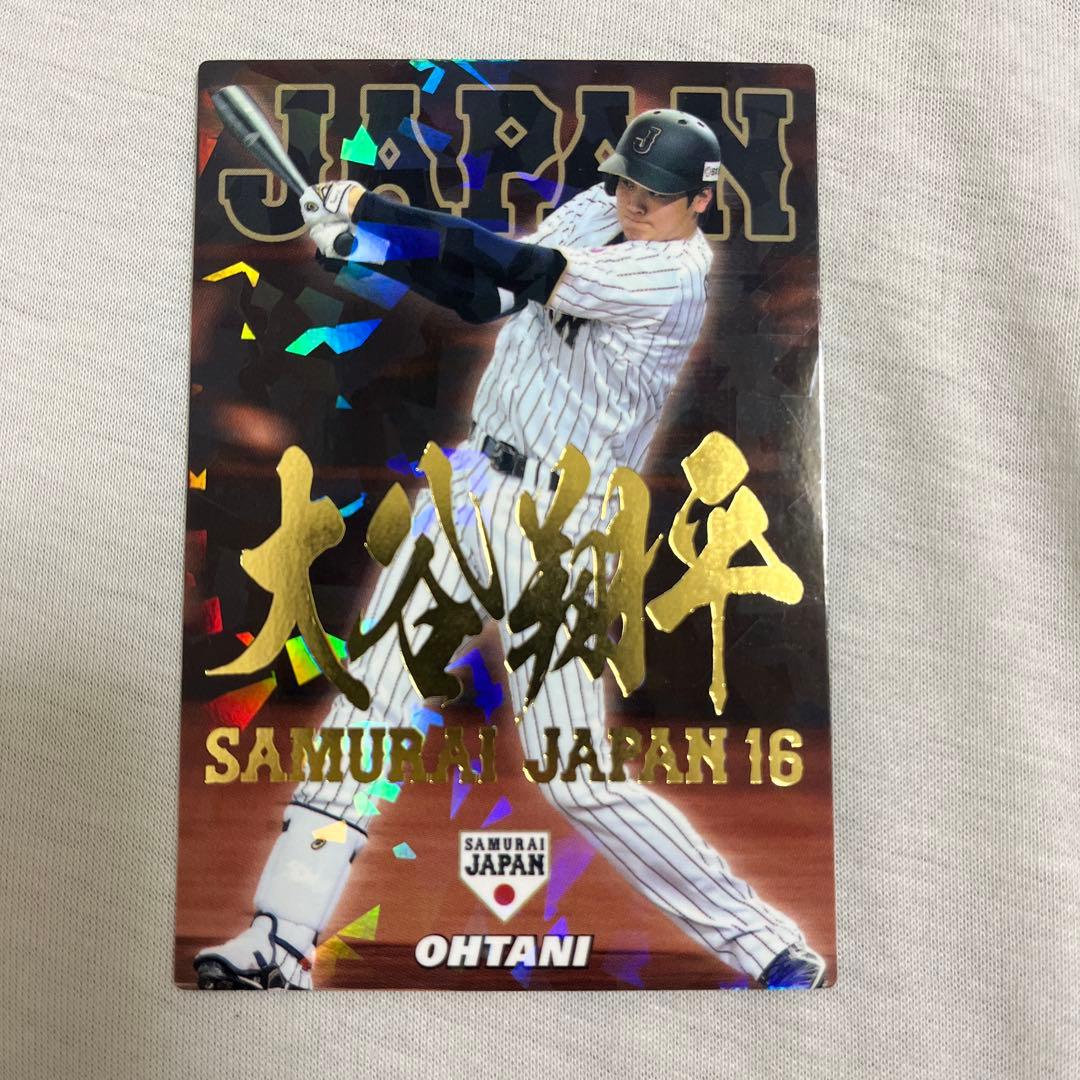 JAPAN
J
大谷翔平
SAMURAI JAPAN 16
SAMURAI
JAPAN
OHTANI